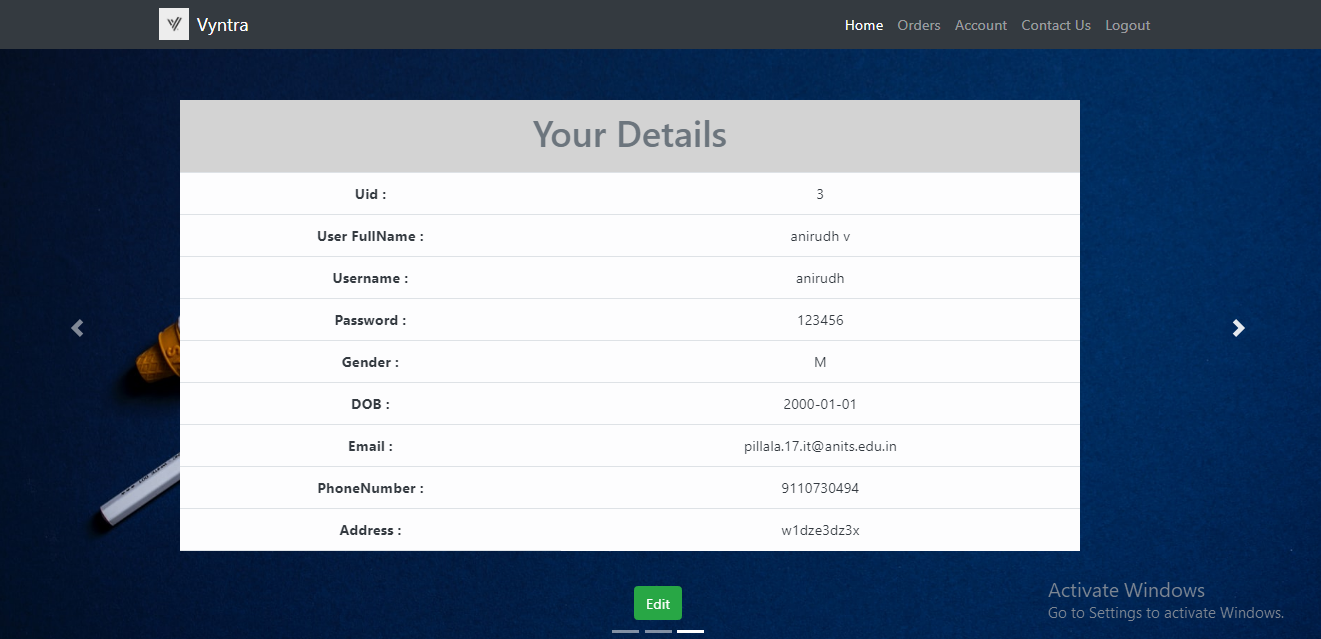 Vyntra Home Orders Account Contact Us Logout
Your Details
Uid : 3
User FullName : anirudh v
Username : anirudh
Password : 123456
Gender : M
DOB : 2000-01-01
Email : pillala.17.it@anits.edu.in
PhoneNumber : 9110730494
Address : w1dze3dz3x
Edit
Activate Windows
Go to Settings to activate Windows.